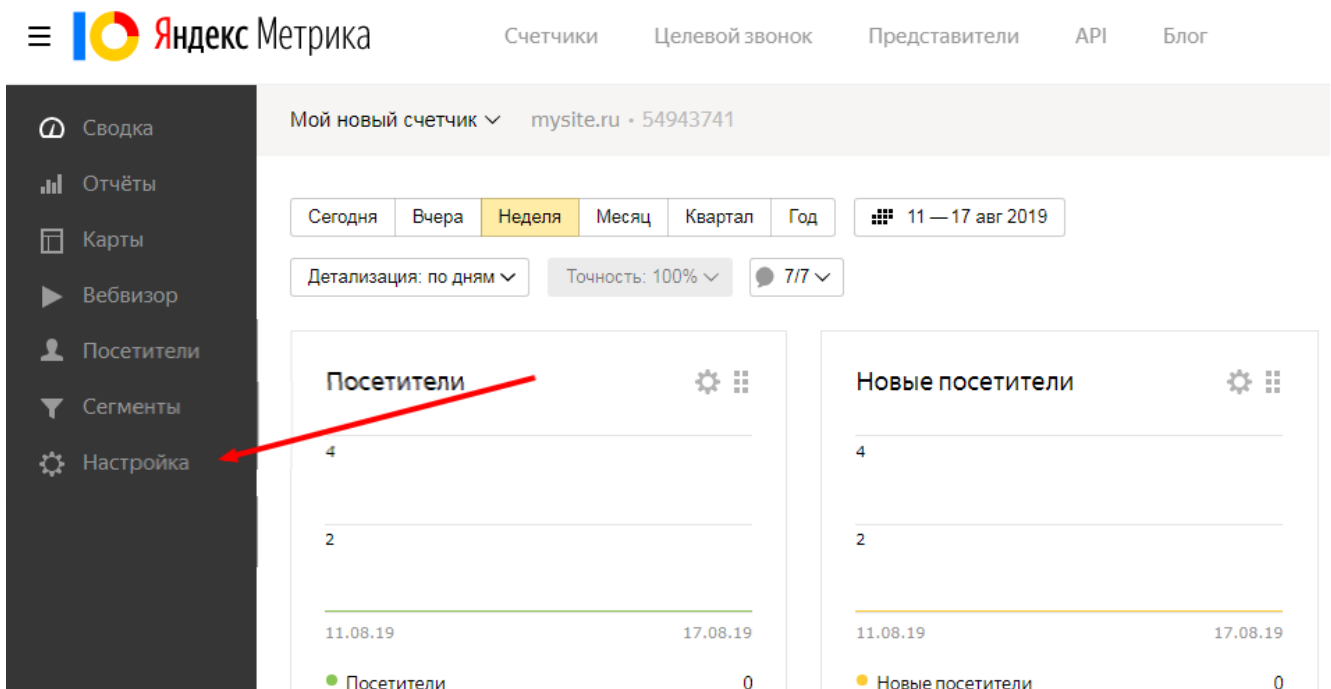 Яндекс Метрика Счетчики Целевой звонок Представители API Блог
Сводка
Отчёты
Карты
Вебвизор
Посетители
Сегменты
Настройка
Мой новый счетчик mysite.ru • 54943741
Сегодня Вчера Неделя Месяц Квартал Год 11 — 17 авг 2019
Детализация: по дням Точность: 100% 7/7
Посетители
4
2
11.08.19 17.08.19
Посетители 0
Новые посетители
4
2
11.08.19 17.08.19
Новые посетители 0